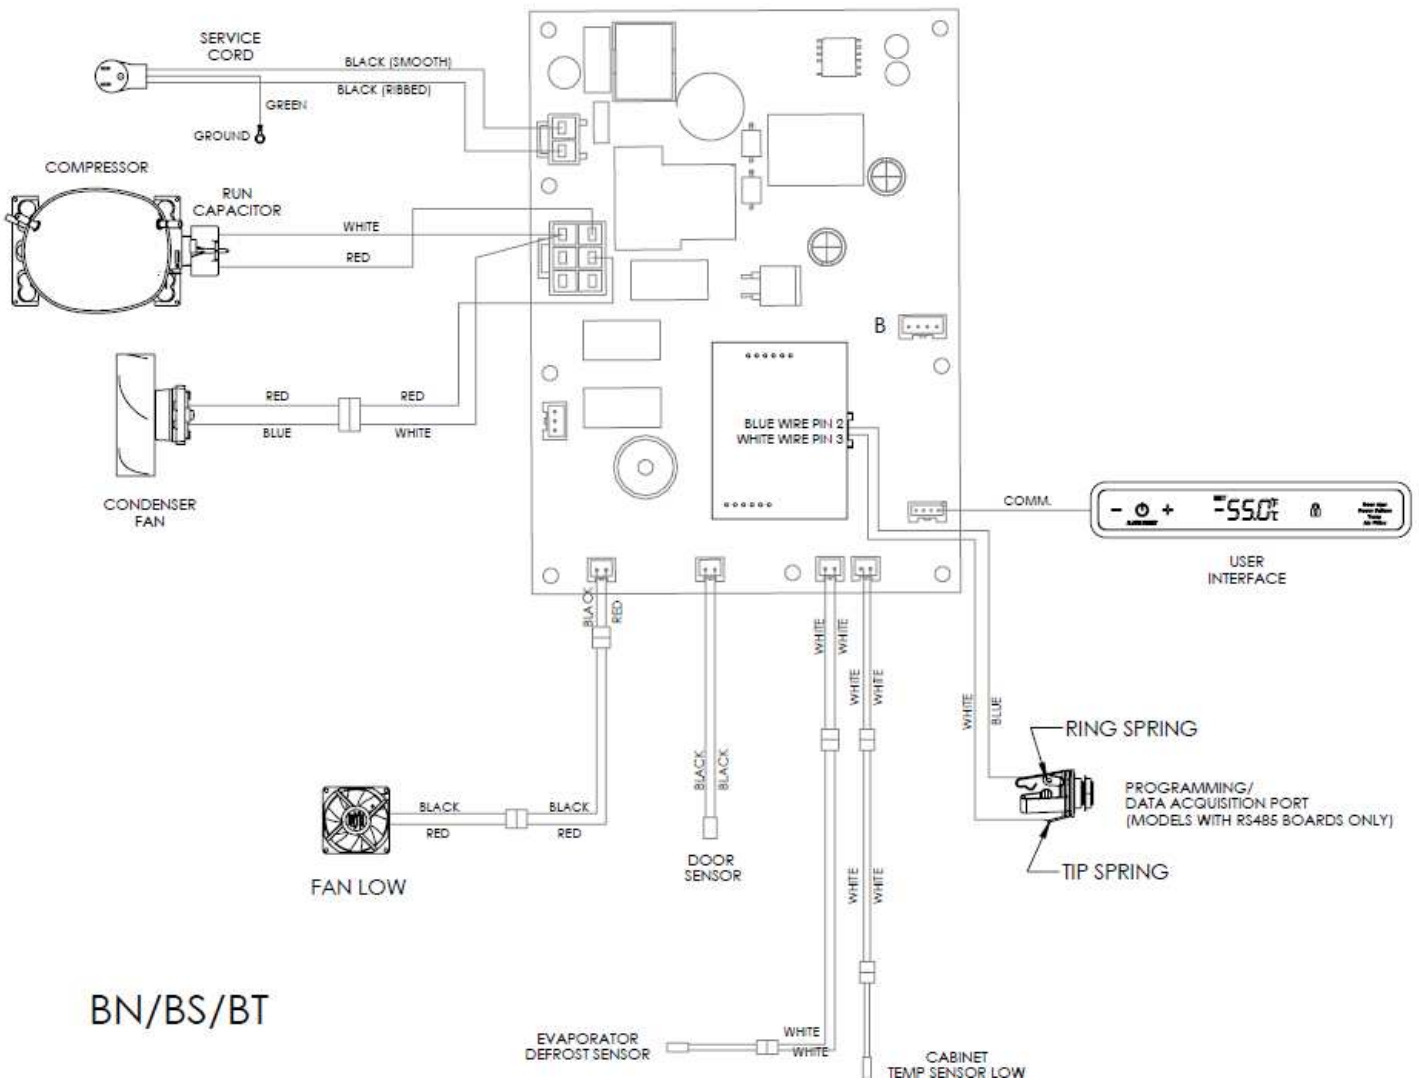 SERVICE
CORD
BLACK (SMOOTH)
BLACK (RIBBED)
GREEN
GROUND
COMPRESSOR
RUN
CAPACITOR
WHITE
RED
B
RED
RED
BLUE
WHITE
CONDENSER
FAN
BLUE WIRE PIN 2
WHITE WIRE PIN 3
COMM.
-55.0
USER
INTERFACE
BLACK
RED
WHITE
WHITE
WHITE
WHITE
WHITE
BLUE
RING SPRING
PROGRAMMING/
DATA ACQUISITION PORT
(MODELS WITH RS485 BOARDS ONLY)
TIP SPRING
BLACK
BLACK
BLACK
BLACK
RED
RED
FAN LOW
DOOR
SENSOR
WHITE
WHITE
BN/BS/BT
EVAPORATOR
DEFROST SENSOR
WHITE
WHITE
CABINET
TEMP SENSOR LOW